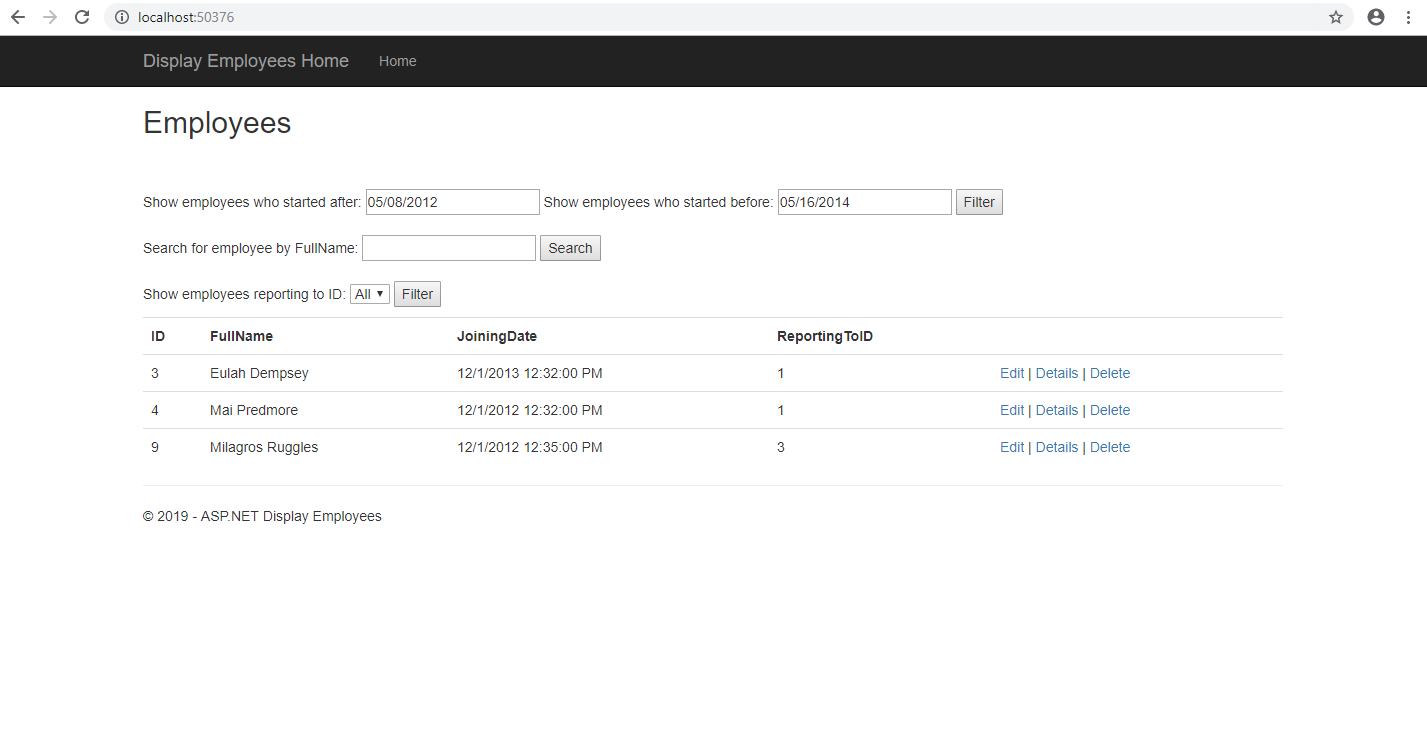 localhost:50376
Display Employees Home Home
Employees
Show employees who started after: 05/08/2012 Show employees who started before: 05/16/2014 Filter
Search for employee by FullName: Search
Show employees reporting to ID: All Filter
ID FullName JoiningDate ReportingToID
3 Eulah Dempsey 12/1/2013 12:32:00 PM 1 Edit | Details | Delete
4 Mai Predmore 12/1/2012 12:32:00 PM 1 Edit | Details | Delete
9 Milagros Ruggles 12/1/2012 12:35:00 PM 3 Edit | Details | Delete
© 2019 - ASP.NET Display Employees